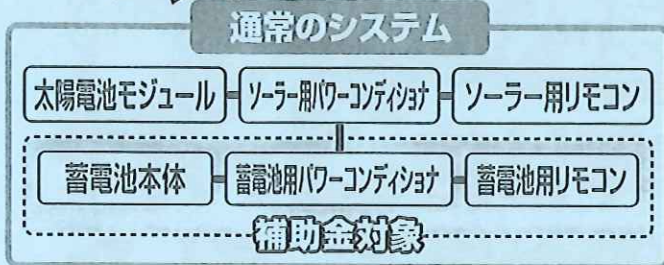 通常のシステム
太陽電池モジュール ソーラー用パワーコンディショナ ソーラー用リモコン
蓄電池本体 蓄電池用パワーコンディショナ 蓄電池用リモコン
補助金対象